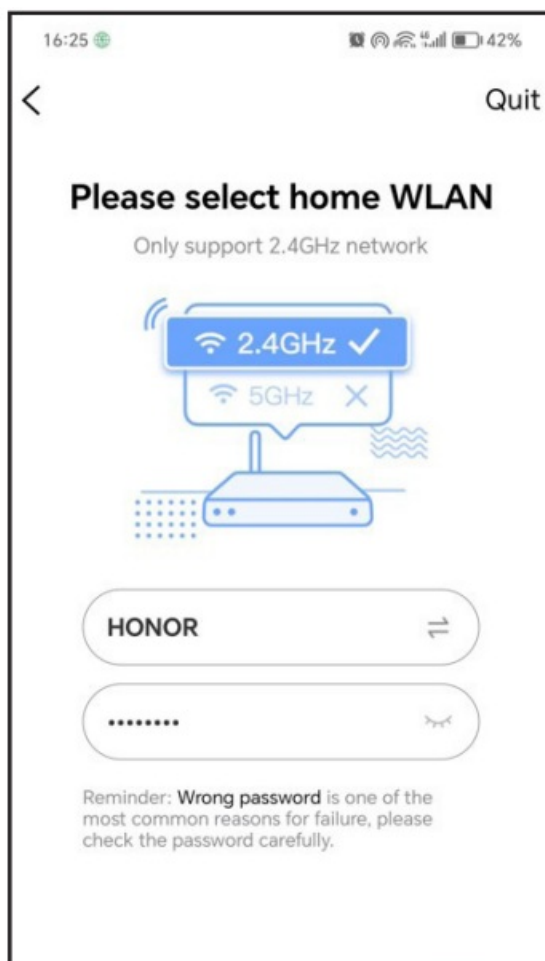 16:25
42%
Quit
Please select home WLAN
Only support 2.4GHz network
2.4GHz
5GHz
HONOR
••••••••
Reminder: Wrong password is one of the
most common reasons for failure, please
check the password carefully.